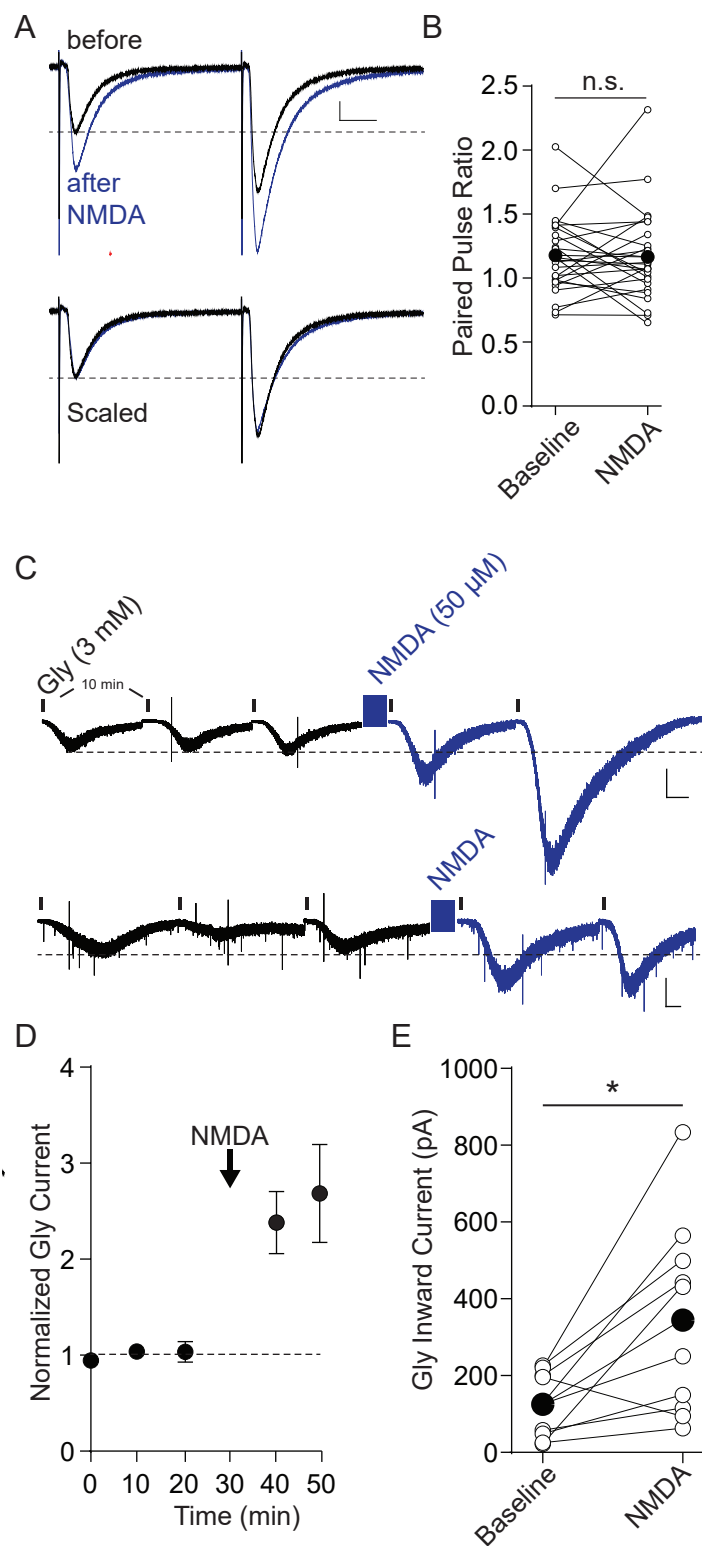 A
before
after
NMDA
Scaled
B
n.s.
Paired Pulse Ratio
2.5
2.0
1.5
1.0
0.5
0.0
Baseline
NMDA
C
Gly (3 mM)
10 min
NMDA (50 µM)
NMDA
D
Normalized Gly Current
4
3
2
1
0
NMDA
0 10 20 30 40 50
Time (min)
E
Gly Inward Current (pA)
1000
800
600
400
200
0
*
Baseline
NMDA